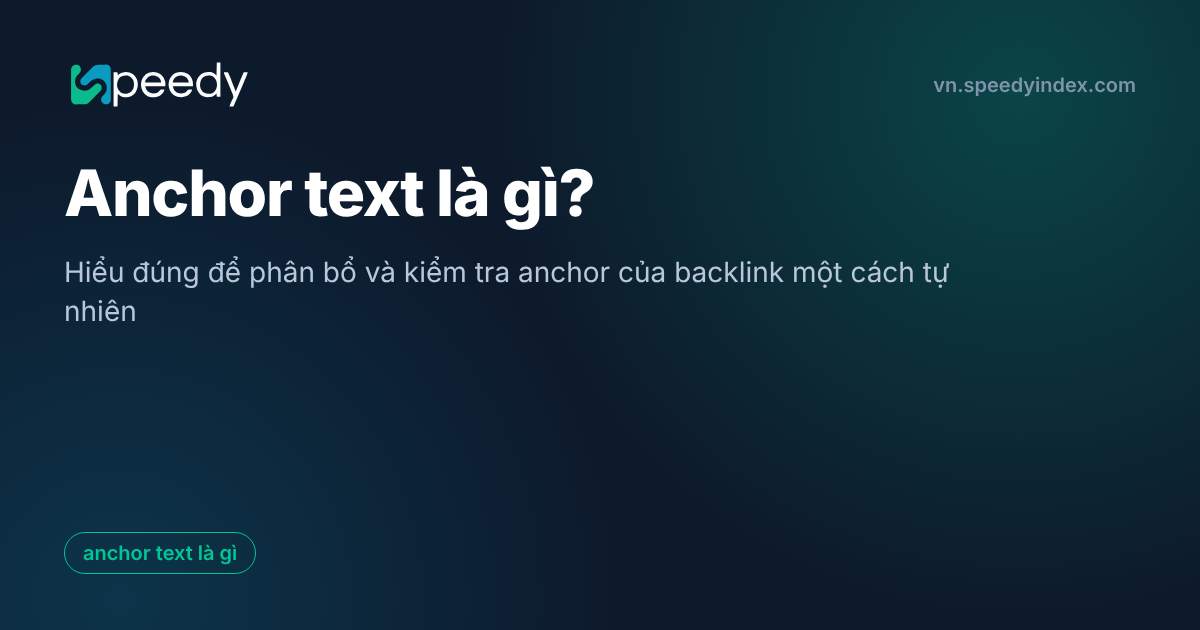 Speedy
vn.speedyindex.com
Anchor text là gì?
Hiểu đúng để phân bổ và kiểm tra anchor của backlink một cách tự
nhiên
anchor text là gì